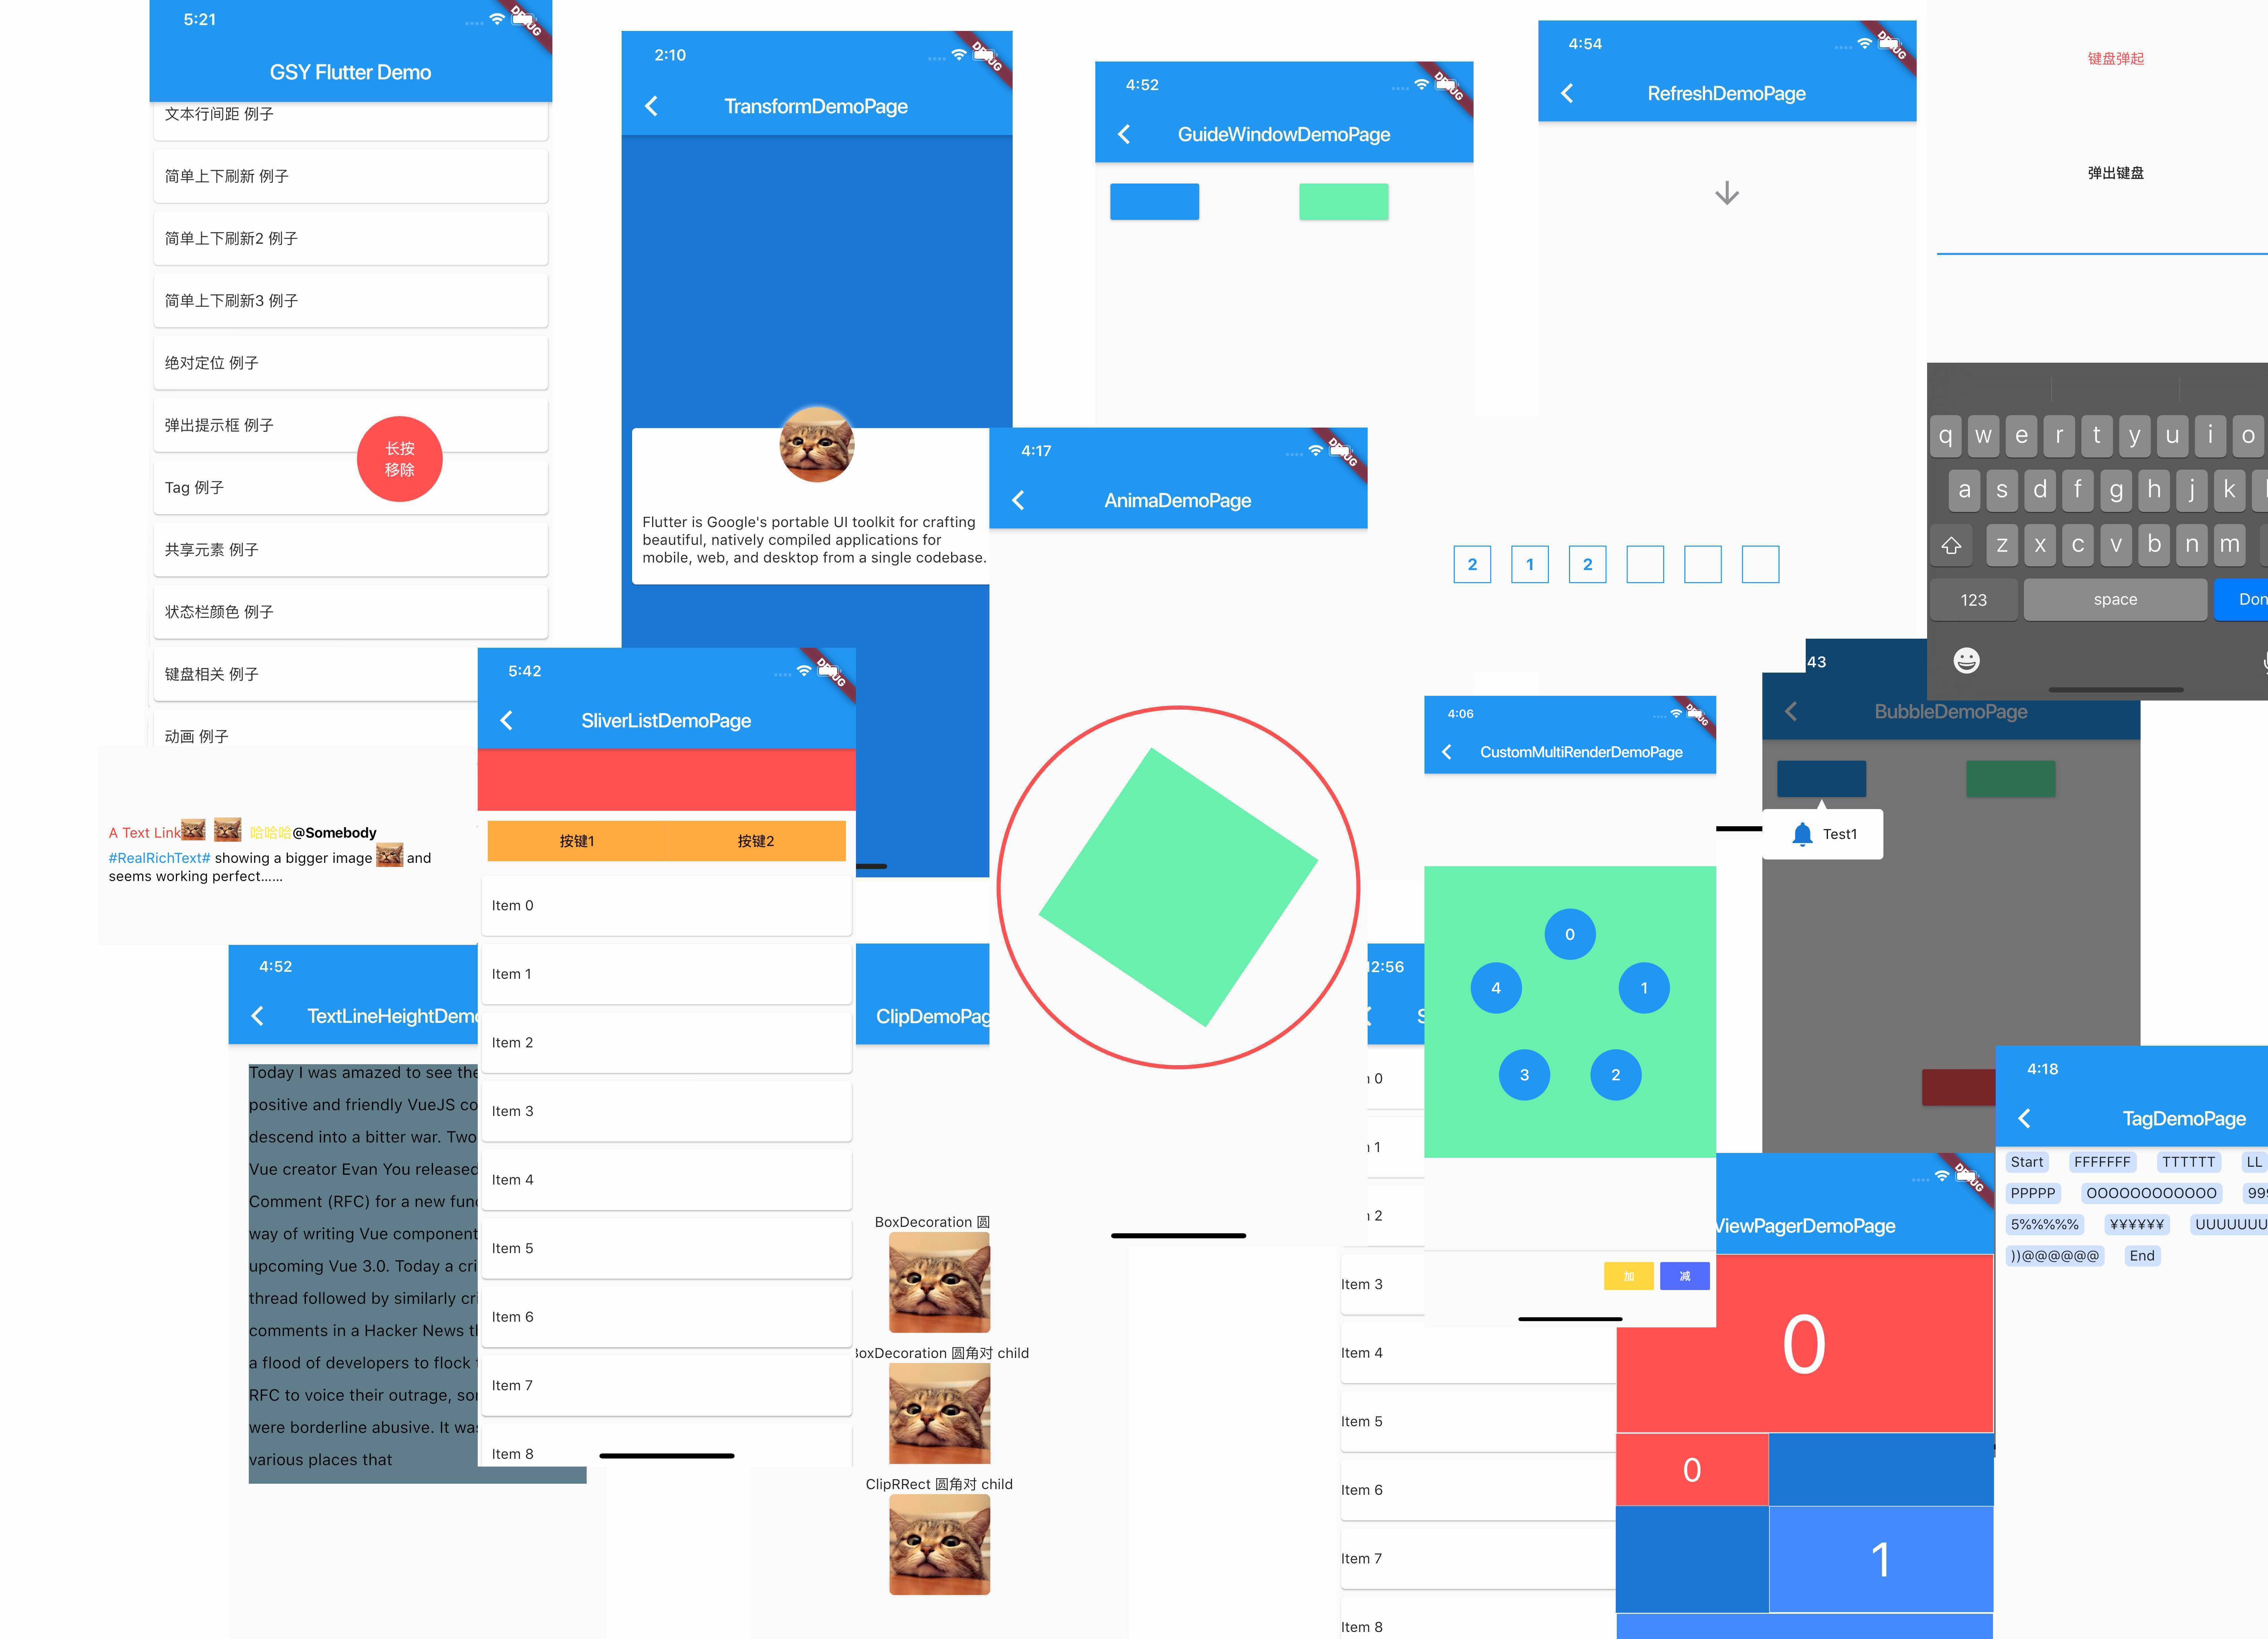 5:21
DEBUG
GSY Flutter Demo
文本行间距 例子
简单上下刷新 例子
简单上下刷新2 例子
简单上下刷新3 例子
绝对定位 例子
弹出提示框 例子
长按
移除
Tag 例子
共享元素 例子
状态栏颜色 例子
键盘相关 例子
动画 例子
2:10
DEBUG
TransformDemoPage
Flutter is Google's portable UI toolkit for crafting
beautiful, natively compiled applications for
mobile, web, and desktop from a single codebase.
4:52
DEBUG
GuideWindowDemoPage
4:54
DEBUG
RefreshDemoPage
键盘弹起
弹出键盘
q w e r t y u i o
a s d f g h j k
z x c v b n m
123 space Don
4:17
DEBUG
AnimaDemoPage
2 1 2
A Text Link 哈哈哈@Somebody
#RealRichText# showing a bigger image and
seems working perfect......
5:42
DEBUG
SliverListDemoPage
按键1 按键2
Item 0
Item 1
Item 2
Item 3
Item 4
Item 5
Item 6
Item 7
Item 8
4:52
TextLineHeightDemo
Today I was amazed to see the
positive and friendly VueJS co
descend into a bitter war. Two
Vue creator Evan You released
Comment (RFC) for a new fun
way of writing Vue component
upcoming Vue 3.0. Today a cri
thread followed by similarly cri
comments in a Hacker News th
a flood of developers to flock
RFC to voice their outrage, so
were borderline abusive. It was
various places that
ClipDemoPag
BoxDecoration 圆
BoxDecoration 圆角对 child
ClipRRect 圆角对 child
12:56
S
0
1
2
Item 3
Item 4
Item 5
Item 6
Item 7
Item 8
4:06
DEBUG
CustomMultiRenderDemoPage
0
4 1
3 2
加 减
43
BubbleDemoPage
Test1
DEBUG
ViewPagerDemoPage
0
0
1
4:18
TagDemoPage
Start FFFFFFF TTTTTT LL
PPPPP OOOOOOOOOOOO 999
5%%%%% ¥¥¥¥¥¥ UUUUUUU
))@@@@@@ End